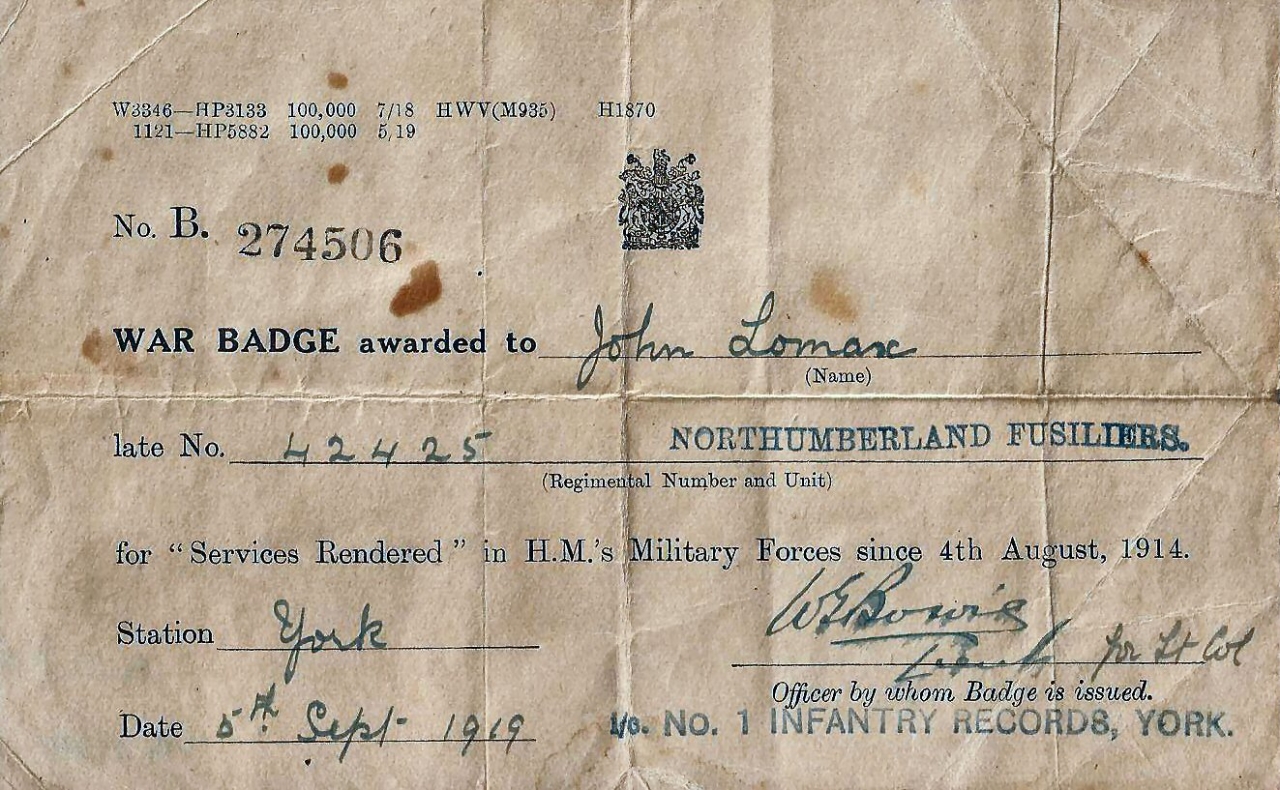 W3346—HP3133 100,000 7/18 HWV(M935) H1870
1121—HP5882 100,000 5,19
No. B. 274506
WAR BADGE awarded to John Lomax
(Name)
late No. 42425 NORTHUMBERLAND FUSILIERS.
(Regimental Number and Unit)
for "Services Rendered" in H.M.'s Military Forces since 4th August, 1914.
Station York
for Lt Col
Officer by whom Badge is issued.
Date 5th Sept 1919 I/c. NO. 1 INFANTRY RECORDS, YORK.